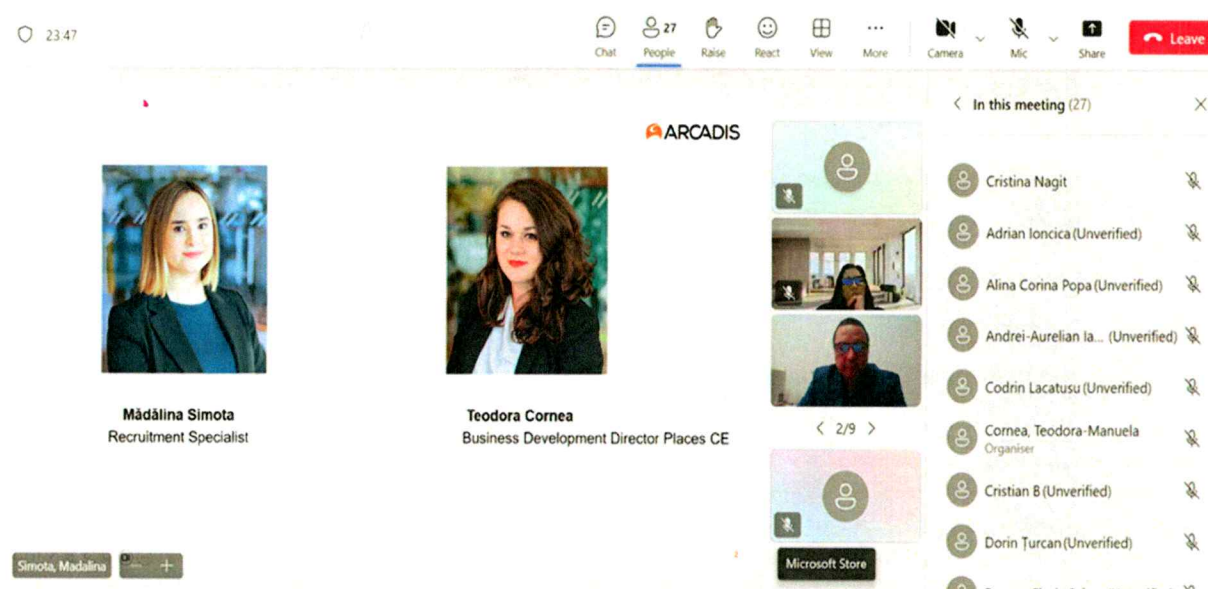 23:47
Chat
27
People
Raise
React
View
More
Camera
Mic
Share
Leave
In this meeting (27)
ARCADIS
Cristina Nagit
Adrian Ioncica (Unverified)
Alina Corina Popa (Unverified)
Andrei-Aurelian Ia... (Unverified)
Codrin Lacatusu (Unverified)
Cornea, Teodora-Manuela
Organiser
Cristian B (Unverified)
Dorin Țurcan (Unverified)
Mădălina Simota
Recruitment Specialist
Teodora Cornea
Business Development Director Places CE
2/9
Simota, Madalina
2
Microsoft Store